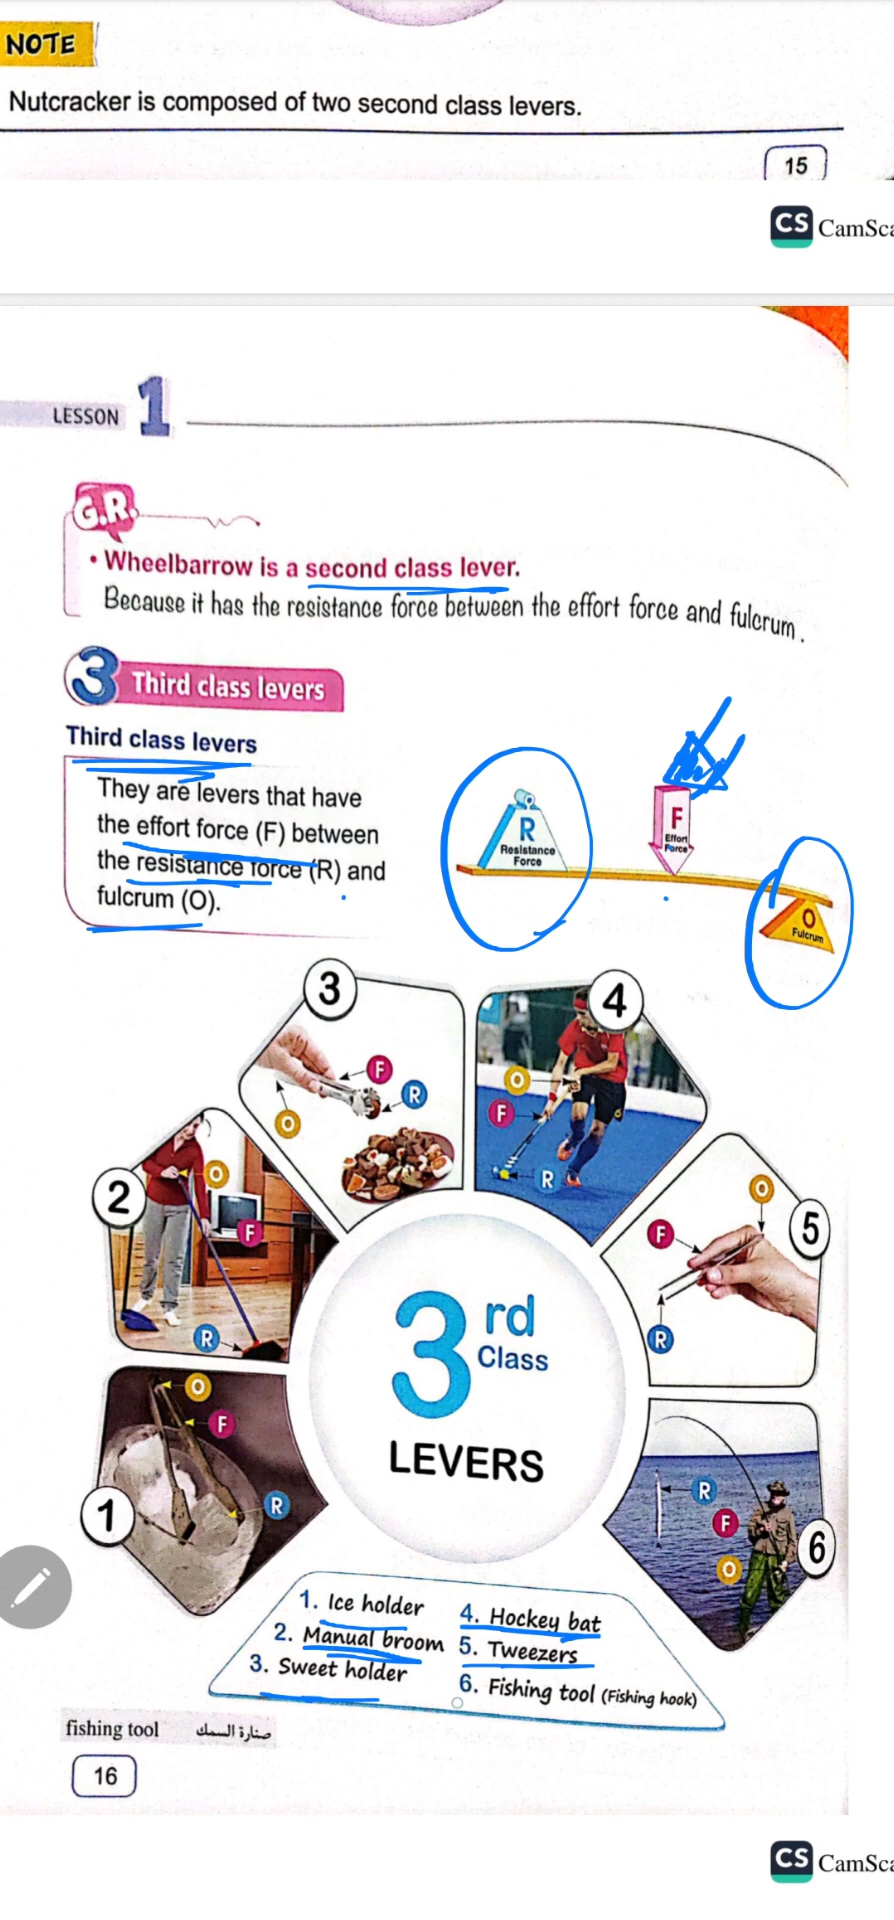 NOTE
Nutcracker is composed of two second class levers.
15
CS CamSca
LESSON 1
G.R.
• Wheelbarrow is a second class lever.
Because it has the resistance force between the effort force and fulcrum.
3 Third class levers
Third class levers
They are levers that have
the effort force (F) between
the resistance force (R) and
fulcrum (O).
R
Resistance
Force
F
Effort
Force
O
Fulcrum
3
F
R
O
4
O
F
R
2
O
F
R
5
O
F
R
1
O
F
R
6
R
F
O
3rd
Class
LEVERS
1. Ice holder
2. Manual broom
3. Sweet holder
4. Hockey bat
5. Tweezers
6. Fishing tool (Fishing hook)
fishing tool صنارة السمك
16
CS CamSca